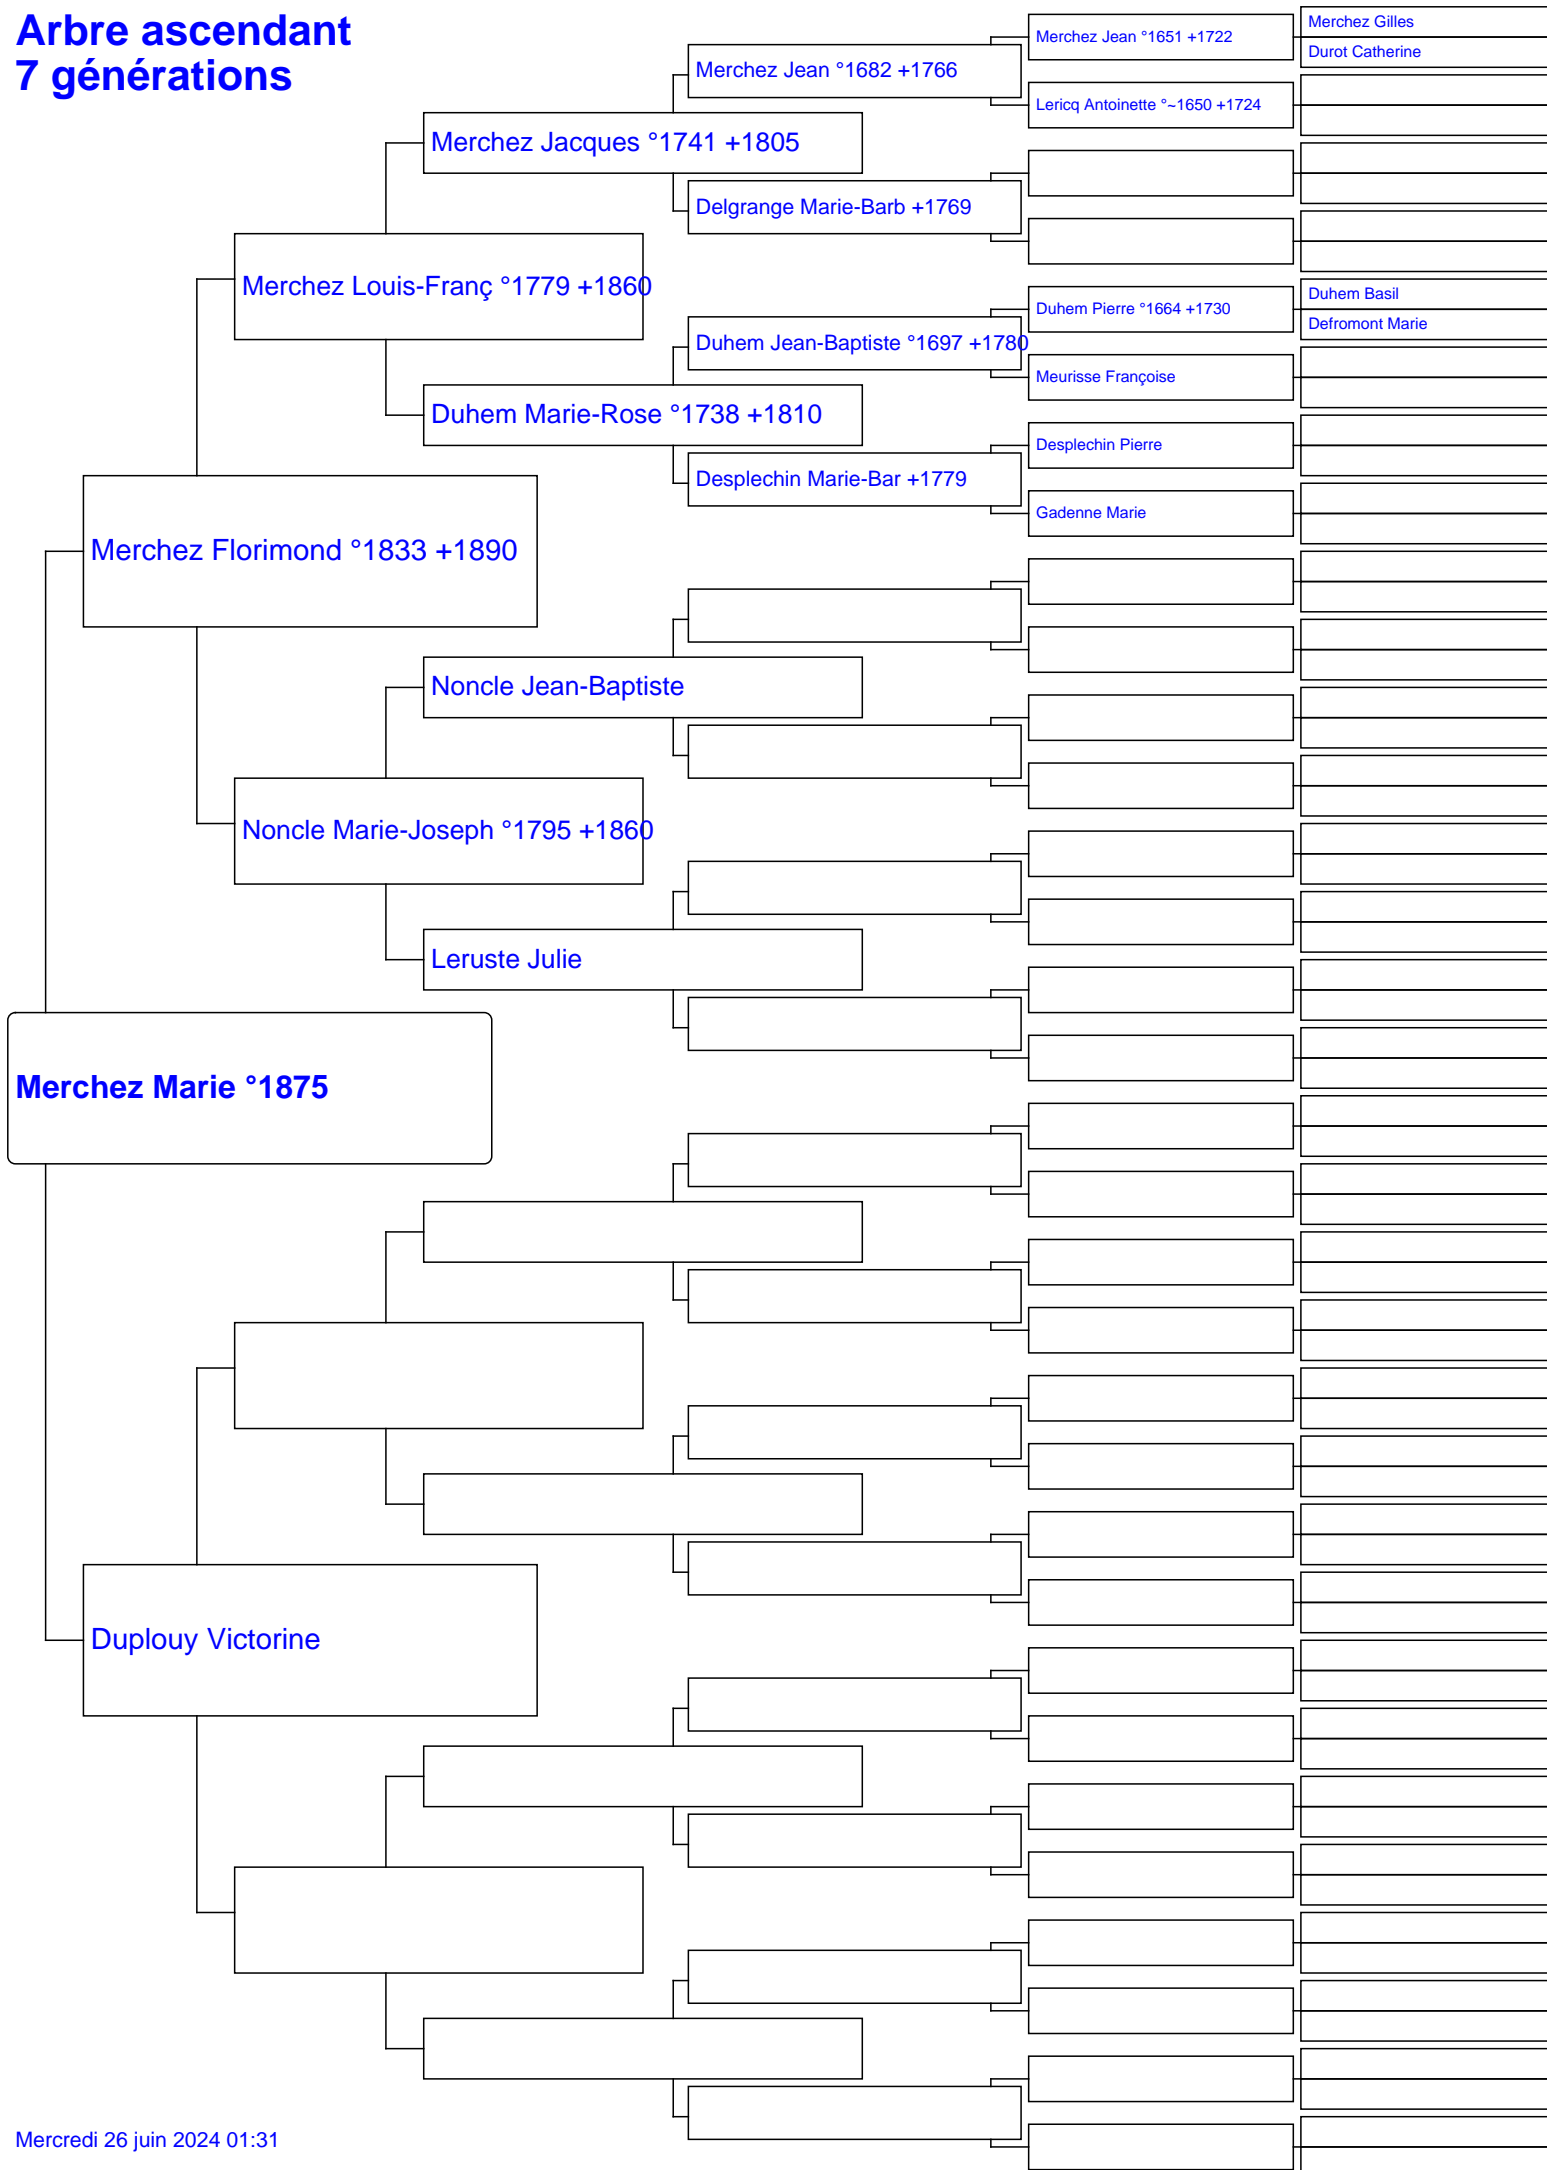 Arbre ascendant
7 générations
Merchez Gilles
Merchez Jean °1651 +1722
Durot Catherine
Merchez Jean °1682 +1766
Lericq Antoinette °~1650 +1724
Merchez Jacques °1741 +1805
Delgrange Marie-Barb +1769
Merchez Louis-Franç °1779 +1860
Duhem Basil
Duhem Pierre °1664 +1730
Defromont Marie
Duhem Jean-Baptiste °1697 +1780
Meurisse Françoise
Duhem Marie-Rose °1738 +1810
Desplechin Pierre
Desplechin Marie-Bar +1779
Gadenne Marie
Merchez Florimond °1833 +1890
Noncle Jean-Baptiste
Noncle Marie-Joseph °1795 +1860
Leruste Julie
Merchez Marie °1875
Duplouy Victorine
Mercredi 26 juin 2024 01:31